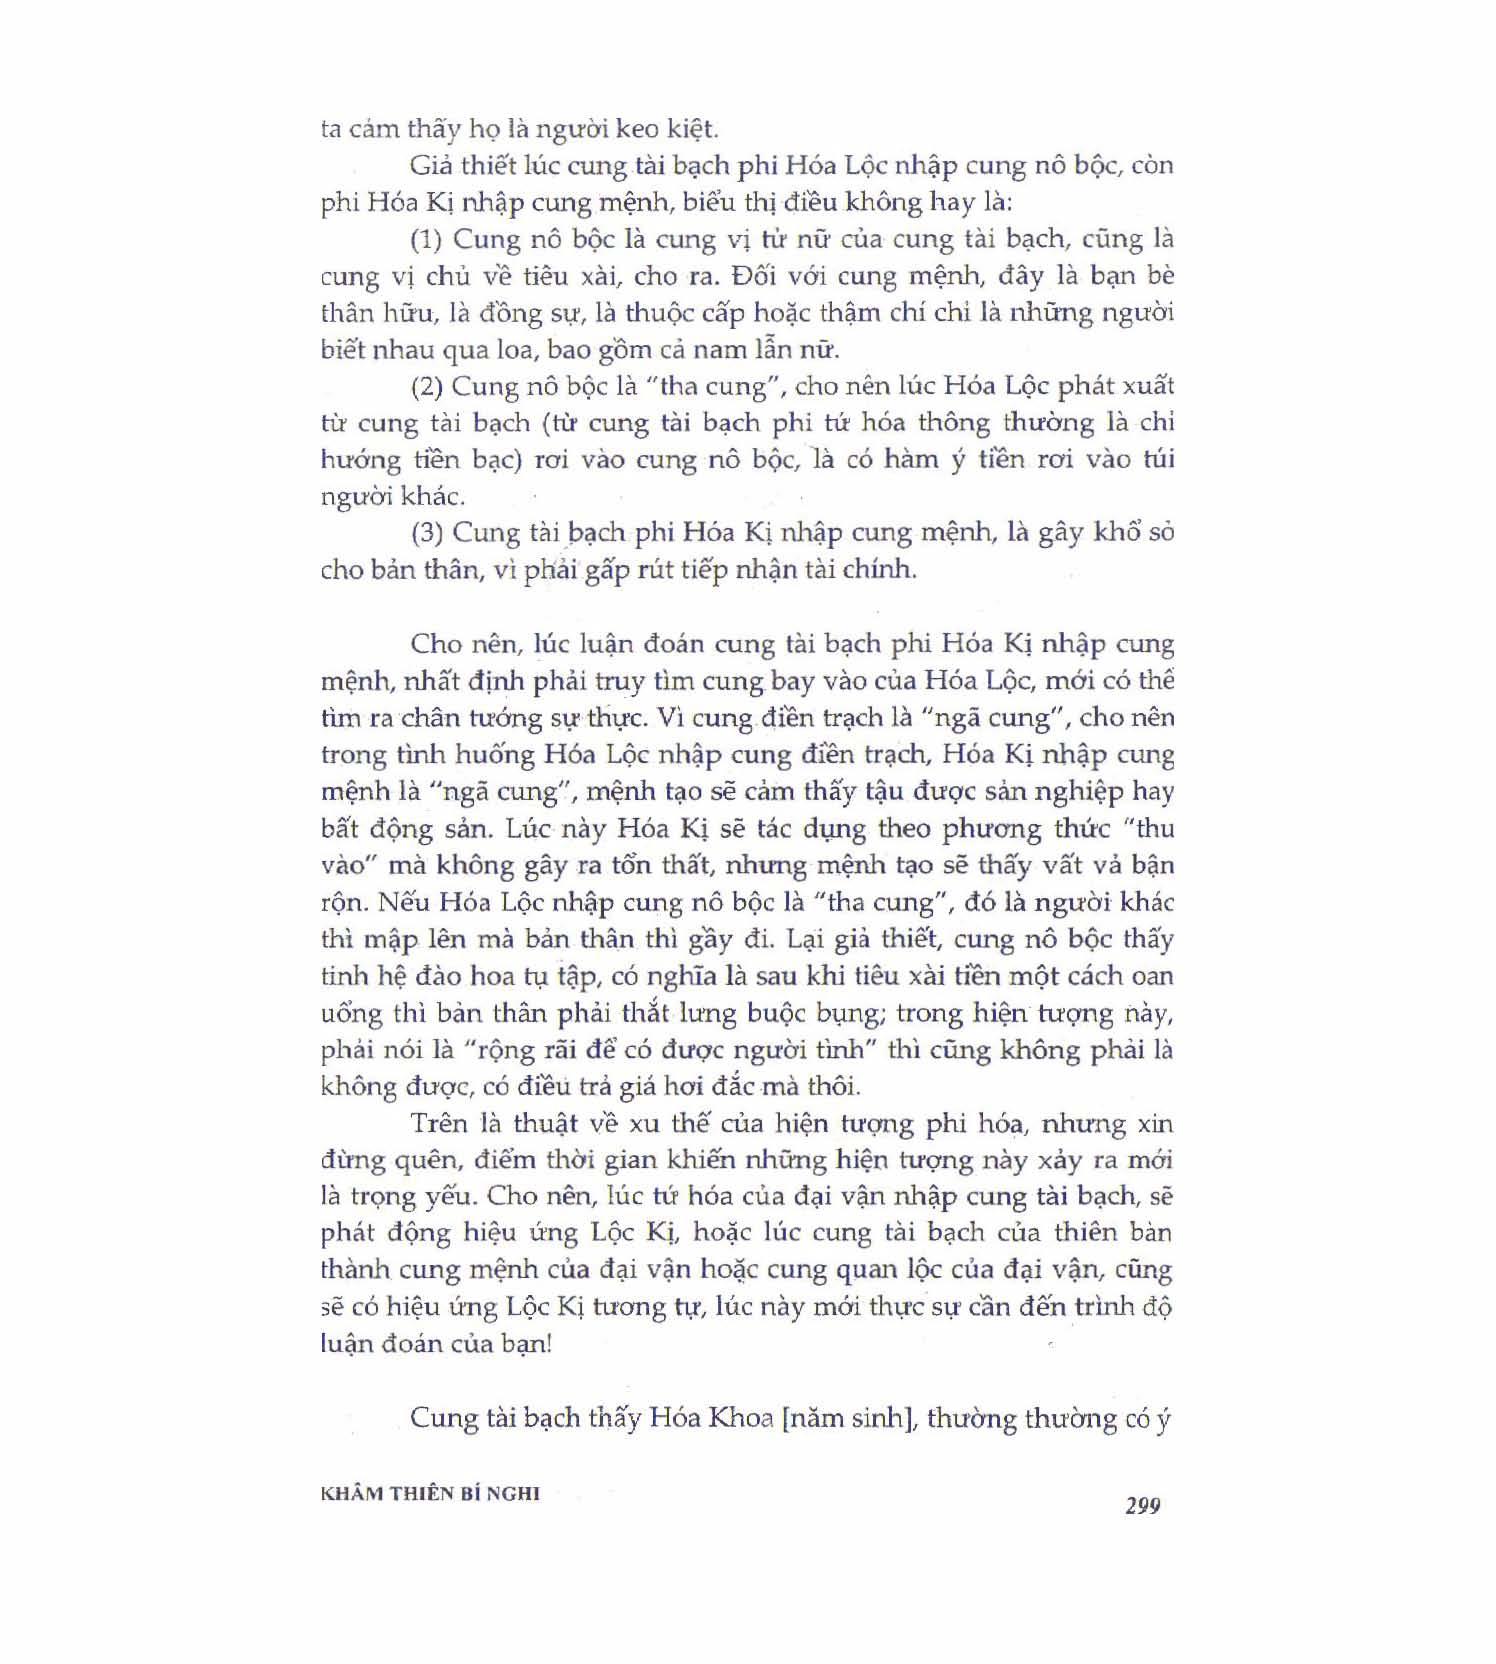 ta cảm thấy họ là người keo kiệt.
Giả thiết lúc cung tài bạch phi Hóa Lộc nhập cung nô bộc, còn
phi Hóa Kị nhập cung mệnh, biểu thị điều không hay là:
(1) Cung nô bộc là cung vị tử nữ của cung tài bạch, cũng là
cung vị chủ về tiêu xài, cho ra. Đối với cung mệnh, đây là bạn bè
thân hữu, là đồng sự, là thuộc cấp hoặc thậm chí chỉ là những người
biết nhau qua loa, bao gồm cả nam lẫn nữ.
(2) Cung nô bộc là "tha cung", cho nên lúc Hóa Lộc phát xuất
từ cung tài bạch (từ cung tài bạch phi tứ hóa thông thường là chỉ
hướng tiền bạc) rơi vào cung nô bộc, là có hàm ý tiền rơi vào túi
người khác.
(3) Cung tài bạch phi Hóa Kị nhập cung mệnh, là gây khổ sở
cho bản thân, vì phải gấp rút tiếp nhận tài chính.
Cho nên, lúc luận đoán cung tài bạch phi Hóa Kị nhập cung
mệnh, nhất định phải truy tìm cung bay vào của Hóa Lộc, mới có thể
tìm ra chân tướng sự thực. Vì cung điền trạch là "ngã cung", cho nên
trong tình huống Hóa Lộc nhập cung điền trạch, Hóa Kị nhập cung
mệnh là "ngã cung", mệnh tạo sẽ cảm thấy tậu được sản nghiệp hay
bất động sản. Lúc này Hóa Kị sẽ tác dụng theo phương thức "thu
vào" mà không gây ra tổn thất, nhưng mệnh tạo sẽ thấy vất vả bận
rộn. Nếu Hóa Lộc nhập cung nô bộc là "tha cung", đó là người khác
thì mập lên mà bản thân thì gầy đi. Lại giả thiết, cung nô bộc thấy
tinh hệ đào hoa tụ tập, có nghĩa là sau khi tiêu xài tiền một cách oan
uổng thì bản thân phải thắt lưng buộc bụng; trong hiện tượng này,
phải nói là "rộng rãi để có được người tình" thì cũng không phải là
không được, có điều trả giá hơi đắc mà thôi.
Trên là thuật về xu thế của hiện tượng phi hóa, nhưng xin
đừng quên, điểm thời gian khiến những hiện tượng này xảy ra mới
là trọng yếu. Cho nên, lúc tứ hóa của đại vận nhập cung tài bạch, sẽ
phát động hiệu ứng Lộc Kị, hoặc lúc cung tài bạch của thiên bàn
thành cung mệnh của đại vận hoặc cung quan lộc của đại vận, cũng
sẽ có hiệu ứng Lộc Kị tương tự, lúc này mới thực sự cần đến trình độ
luận đoán của bạn!
Cung tài bạch thấy Hóa Khoa [năm sinh], thường thường có ý
KHÂM THIÊN BÍ NGHI
299